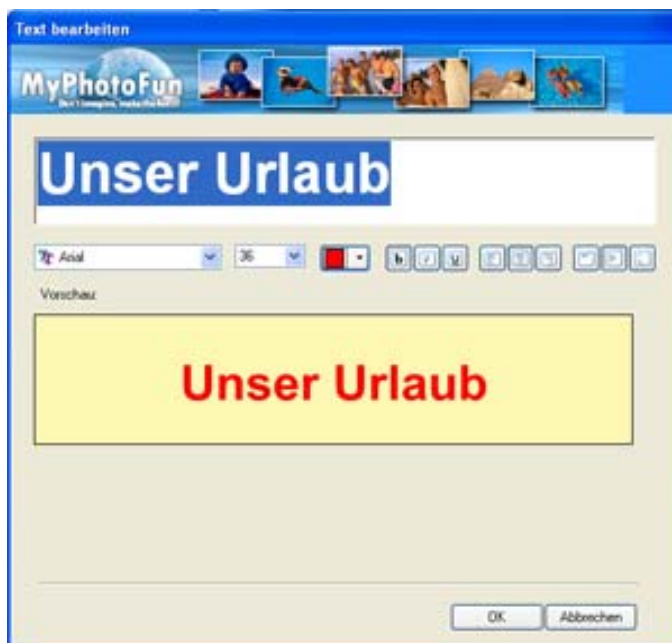 Text bearbeiten
MyPhotoFun
Unser Urlaub
Arial 36 b i u
Vorschau:
Unser Urlaub
OK Abbrechen